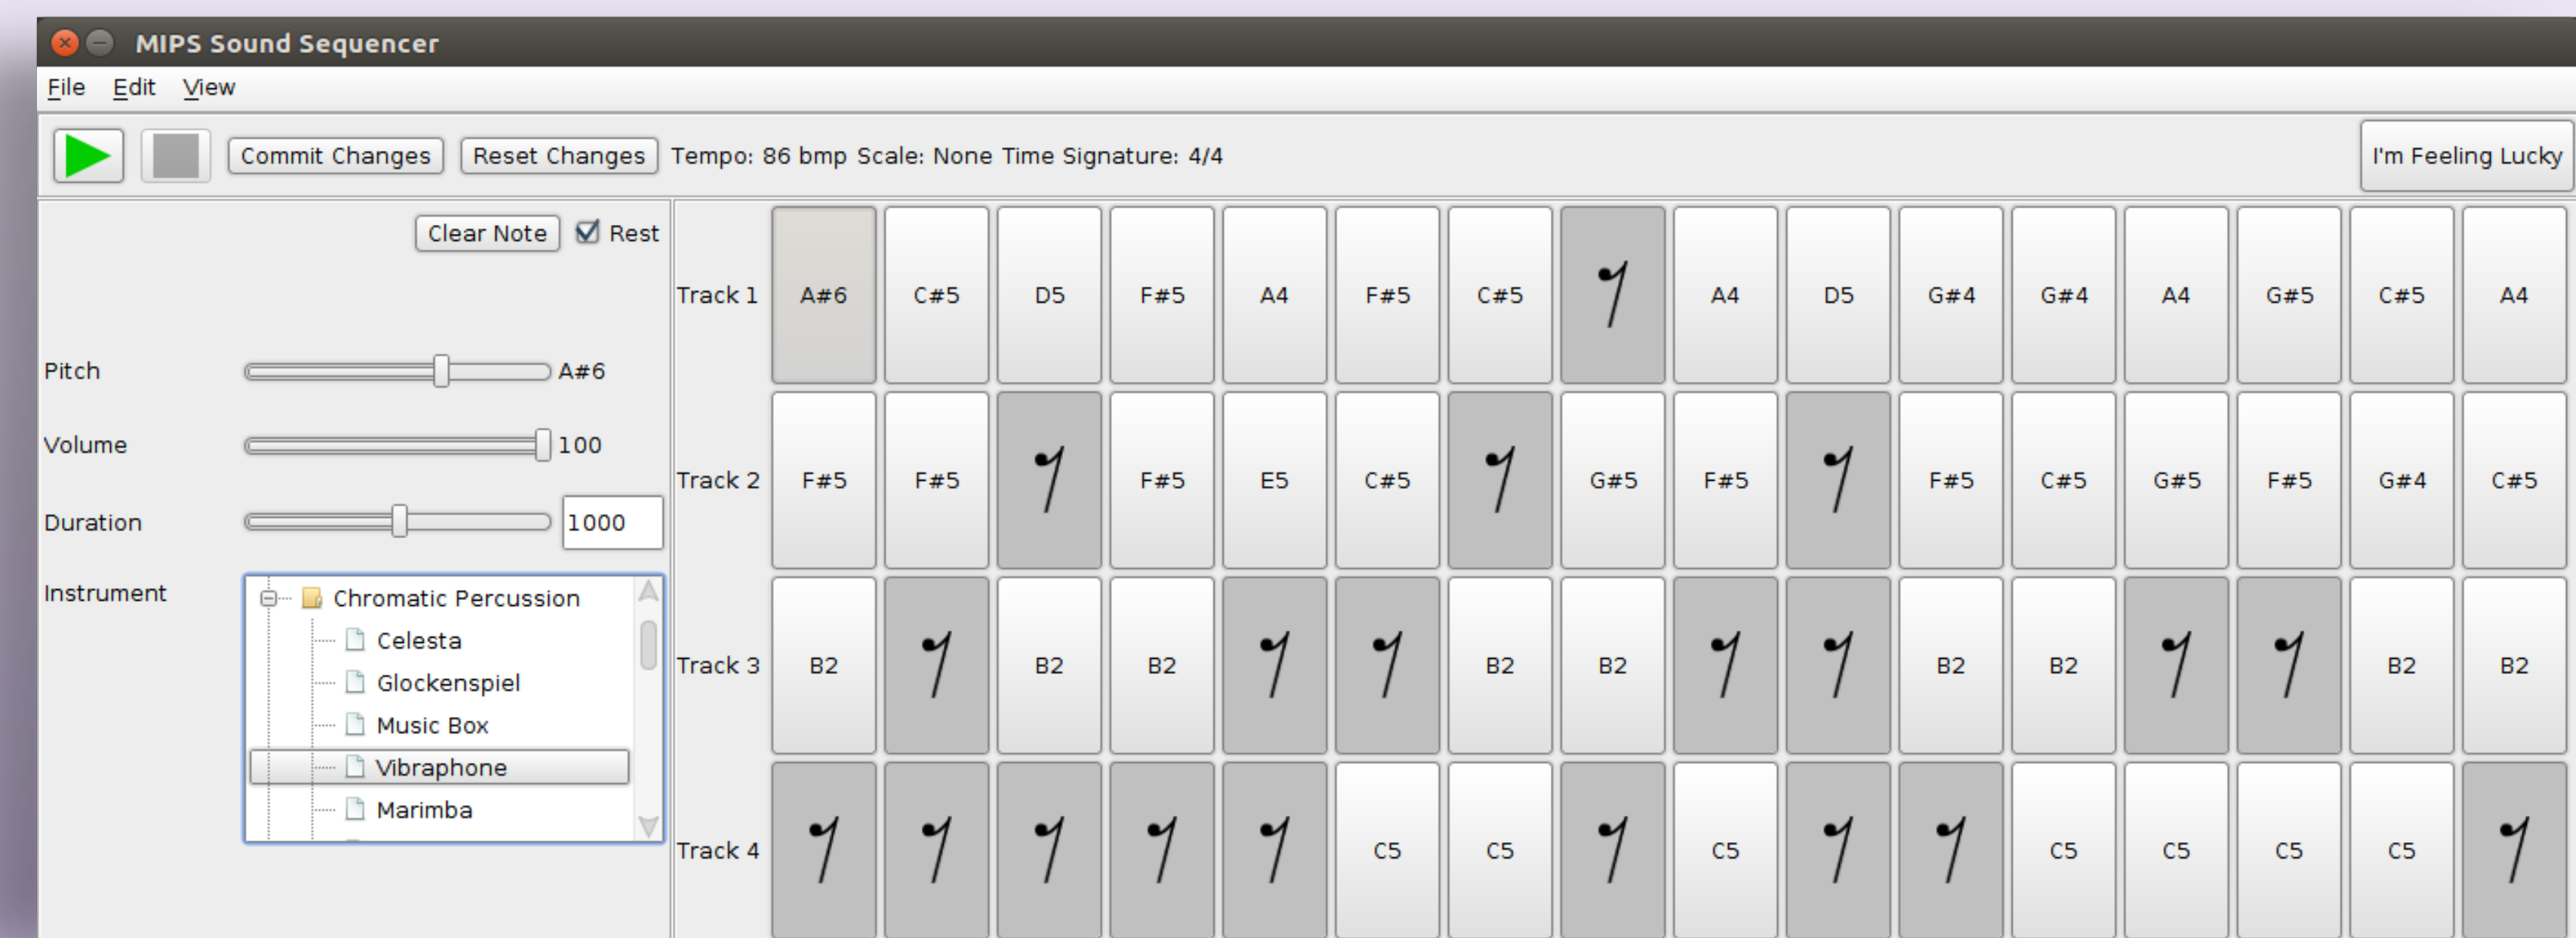 MIPS Sound Sequencer
File Edit View
Commit Changes Reset Changes Tempo: 86 bmp Scale: None Time Signature: 4/4 I'm Feeling Lucky
Clear Note Rest
Pitch A#6
Volume 100
Duration 1000
Instrument
Chromatic Percussion
Celesta
Glockenspiel
Music Box
Vibraphone
Marimba
Track 1 A#6 C#5 D5 F#5 A4 F#5 C#5 A4 D5 G#4 G#4 A4 G#5 C#5 A4
Track 2 F#5 F#5 F#5 E5 C#5 G#5 F#5 F#5 C#5 G#5 F#5 G#4 C#5
Track 3 B2 B2 B2 B2 B2 B2 B2 B2 B2
Track 4 C5 C5 C5 C5 C5 C5 C5